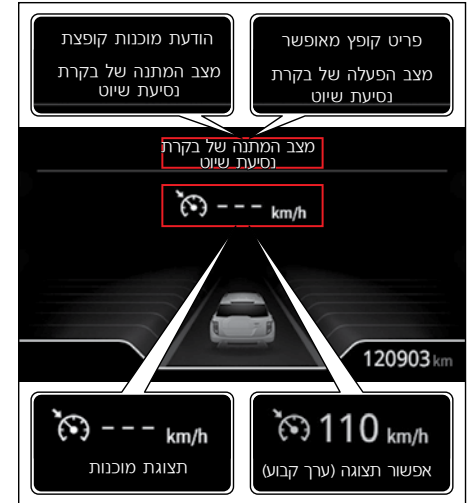 הודעת מוכנות קופצת
מצב המתנה של בקרת
נסיעת שיוט
פריט קופץ מאופשר
מצב הפעלה של בקרת
נסיעת שיוט
מצב המתנה של בקרת
נסיעת שיוט
--- km/h
120903 km
--- km/h
תצוגת מוכנות
110 km/h
אפשור תצוגה (ערך קבוע)